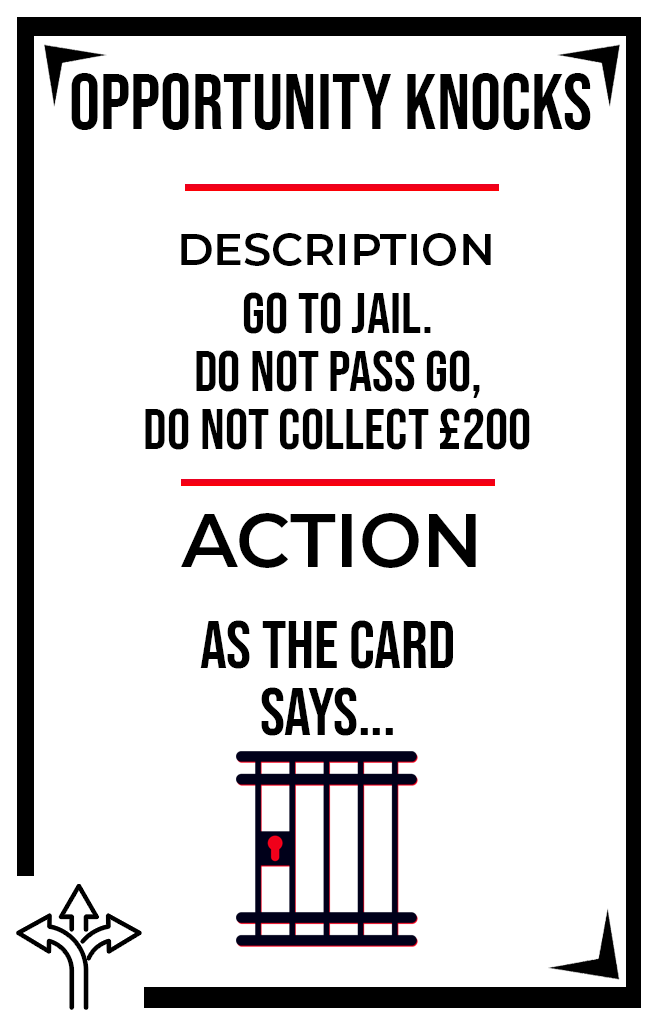 OPPORTUNITY KNOCKS
DESCRIPTION
GO TO JAIL.
DO NOT PASS GO,
DO NOT COLLECT £200
ACTION
AS THE CARD
SAYS...